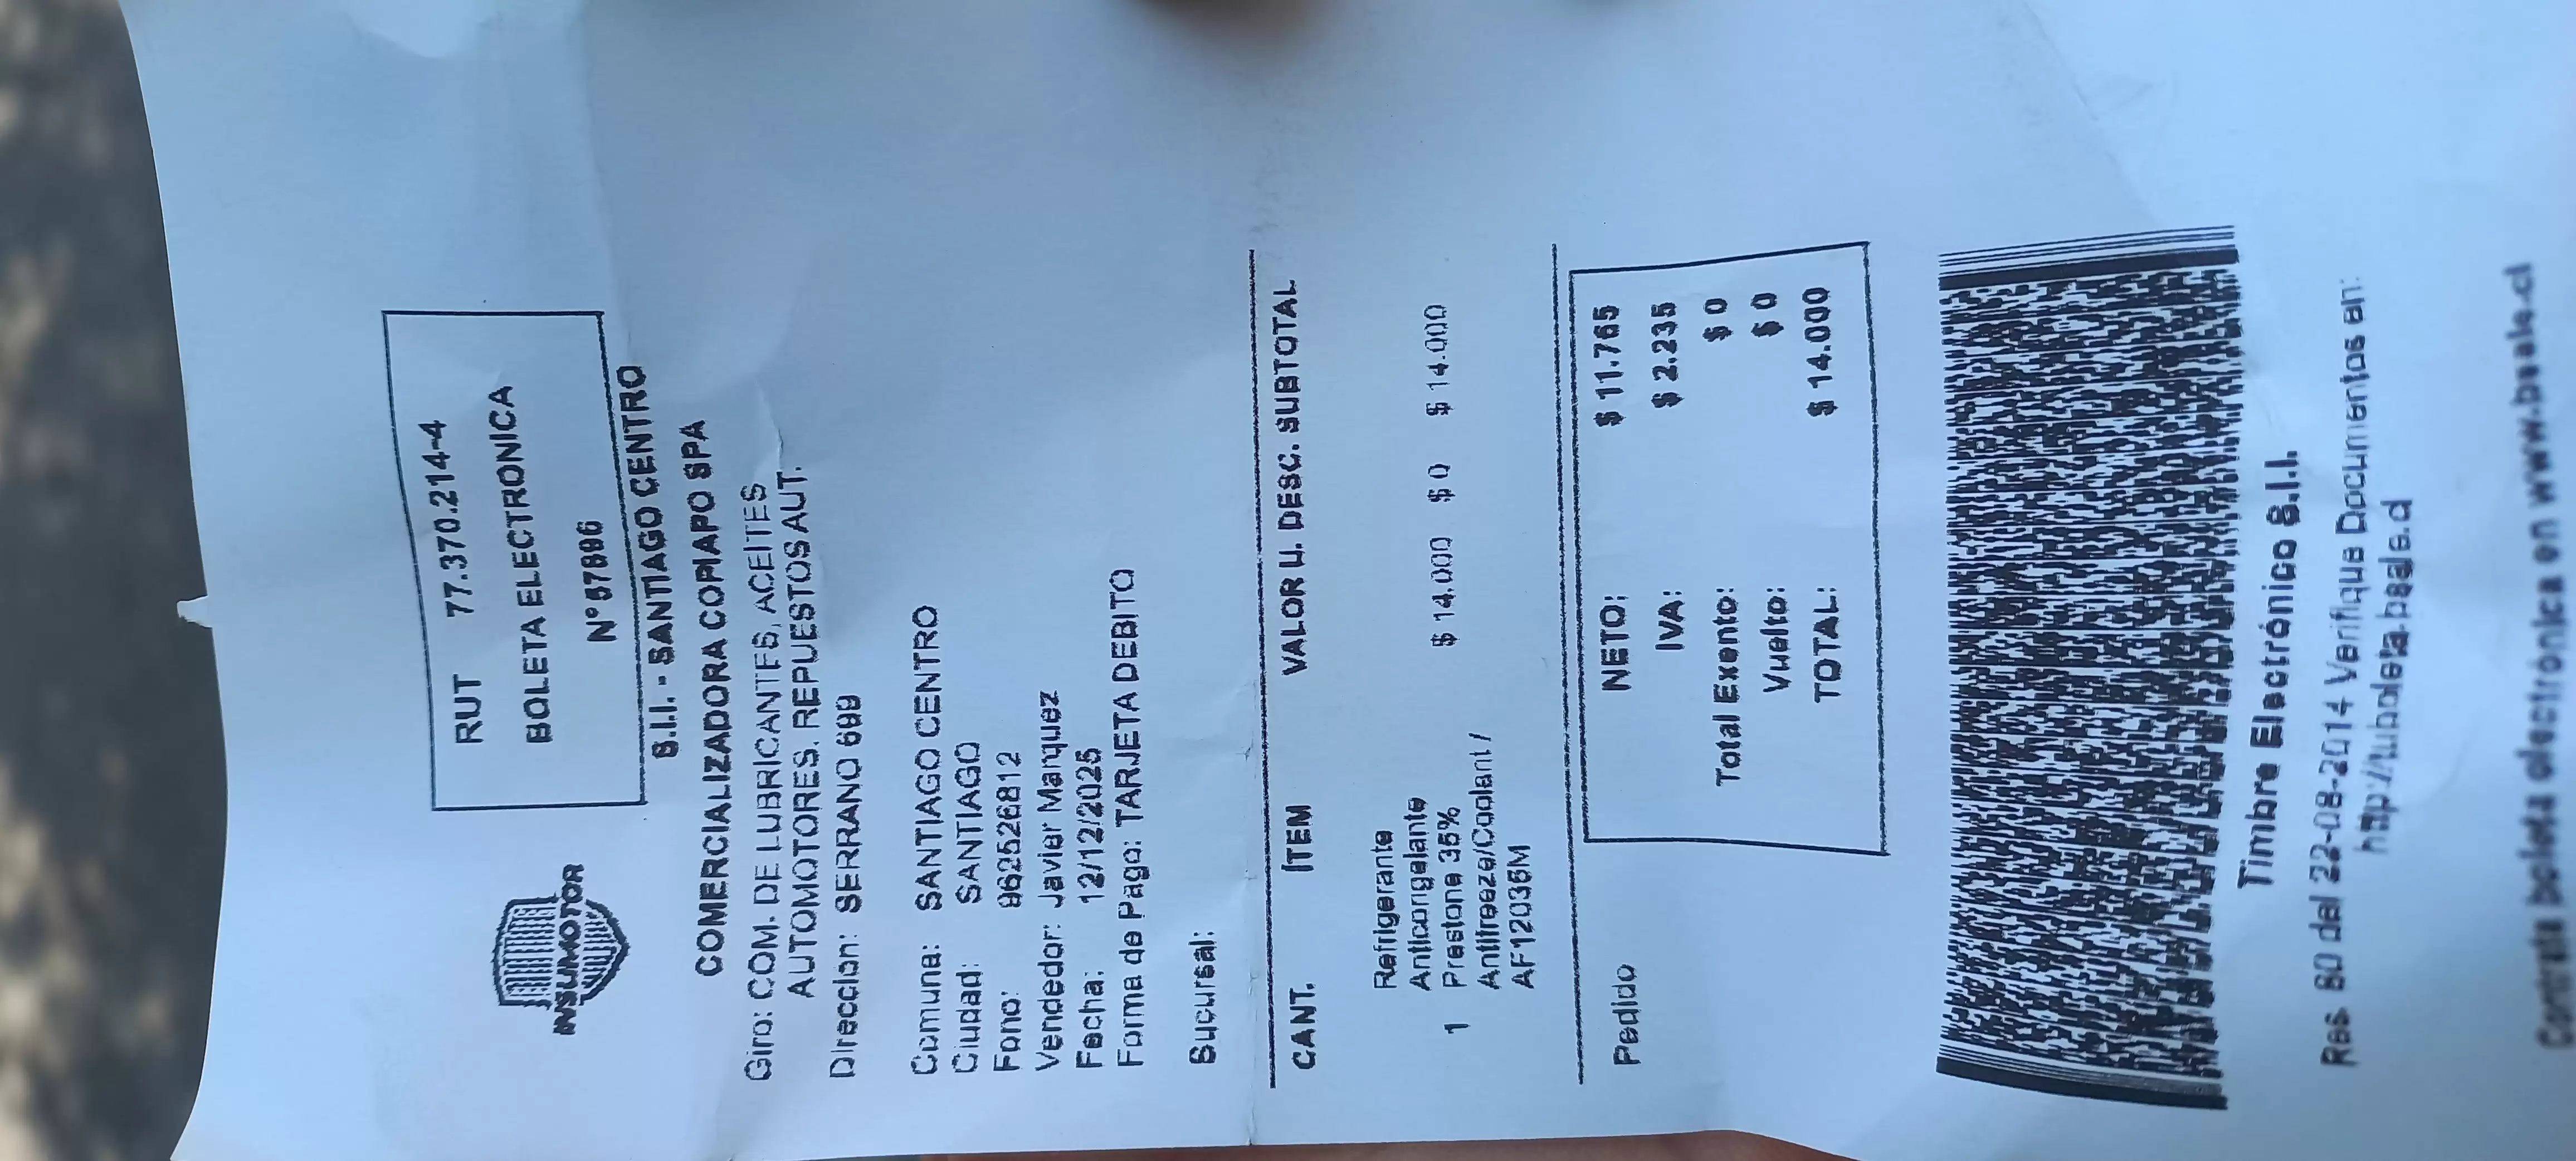 INSUMOTOR
RUT 77.370.214-4
BOLETA ELECTRONICA
N°
S.I.I. - SANTIAGO CENTRO
COMERCIALIZADORA COPIAPO SPA
Giro: COM. DE LUBRICANTES, ACEITES
AUTOMOTORES. REPUESTOS AUT.
Dirección: SERRANO 699
Comuna: SANTIAGO CENTRO
Ciudad: SANTIAGO
Fono: 962526812
Vendedor: Javier Marquez
Fecha: 12/12/2025
Forma de Pago: TARJETA DEBITO
Sucursal:
CANT. ÍTEM VALOR U. DESC. SUBTOTAL
Refrigerante
Anticongelante
1 Prestone 35% $ 14.000 $ 0 $ 14.000
Antifreeze/Coolant /
AF12035M
Pedido
NETO: $ 11.765
IVA: $ 2.235
Total Exento: $ 0
Vuelto: $ 0
TOTAL: $ 14.000
Timbre Electrónico S.I.I.
Res. 80 del 22-08-2014 Verifique Documentos en:
http://tuboleta.bsale.cl
Contrata boleta electrónica en www.bsale.cl